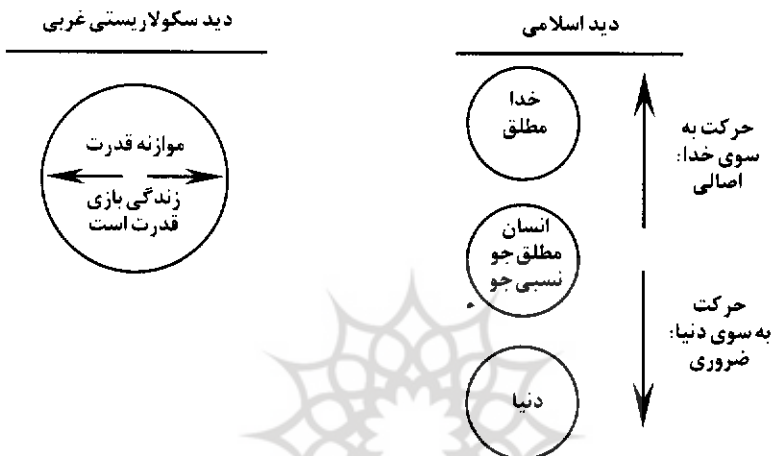 دید اسلامی
خدا
مطلق
انسان
مطلق جو
نسبی جو
دنیا
حرکت به
سوی خدا:
اصالی
حرکت
به سوی دنیا:
ضروری
دید سکولاریستی غربی
موازنه قدرت
زندگی بازی
قدرت است